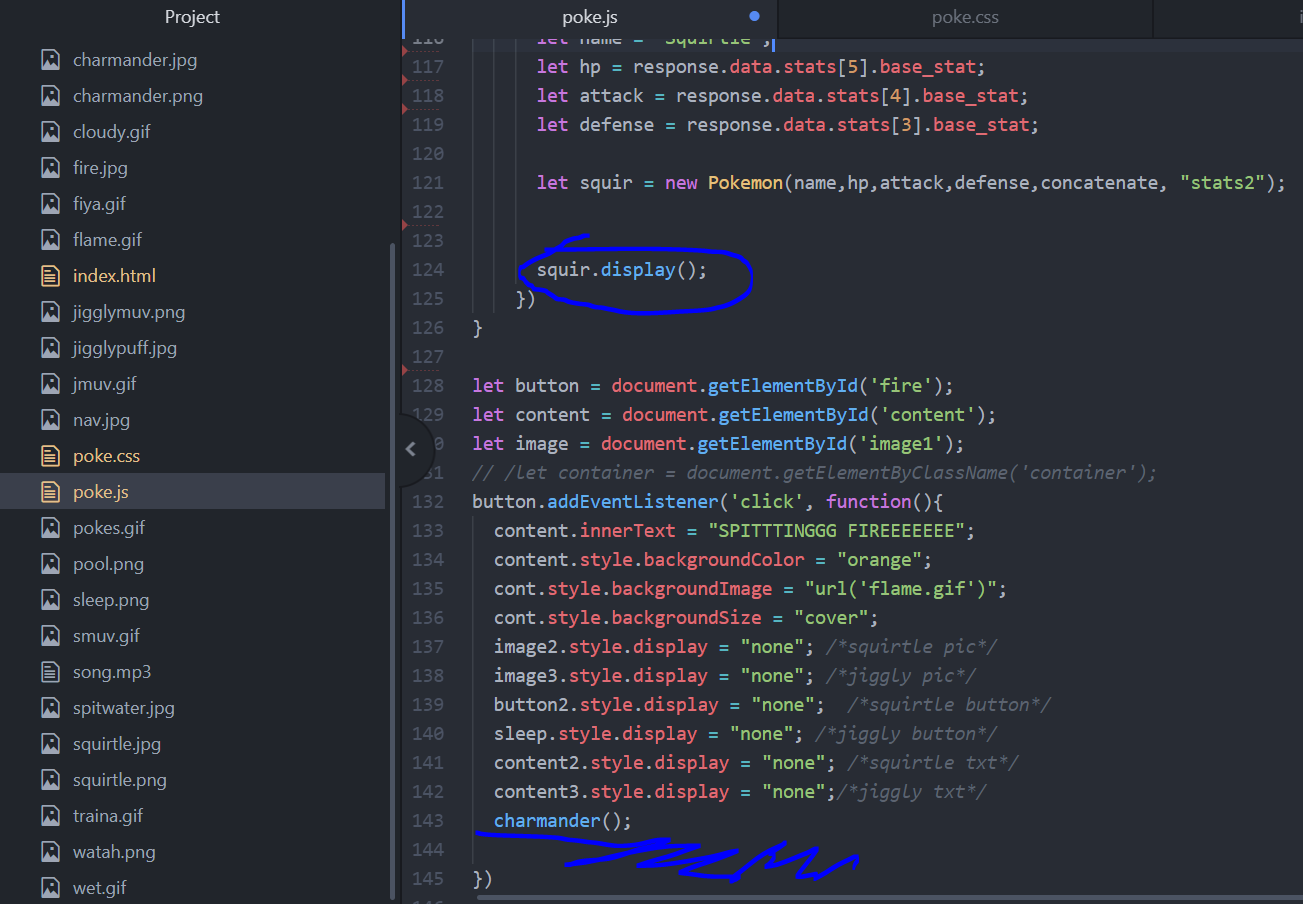 Project
charmander.jpg
charmander.png
cloudy.gif
fire.jpg
fiya.gif
flame.gif
index.html
jigglymuv.png
jigglypuff.jpg
jmuv.gif
nav.jpg
poke.css
poke.js
pokes.gif
pool.png
sleep.png
smuv.gif
song.mp3
spitwater.jpg
squirtle.jpg
squirtle.png
traina.gif
watah.png
wet.gif
poke.js
poke.css
116 let name = "Squirtle";
117 let hp = response.data.stats[5].base_stat;
118 let attack = response.data.stats[4].base_stat;
119 let defense = response.data.stats[3].base_stat;
120
121 let squir = new Pokemon(name,hp,attack,defense,concatenate, "stats2");
122
123
124 squir.display();
125 })
126 }
127
128 let button = document.getElementById('fire');
129 let content = document.getElementById('content');
0 let image = document.getElementById('image1');
31 // /let container = document.getElementByClassName('container');
132 button.addEventListener('click', function(){
133 content.innerText = "SPITTTINGGG FIREEEEEEE";
134 content.style.backgroundColor = "orange";
135 cont.style.backgroundImage = "url('flame.gif')";
136 cont.style.backgroundSize = "cover";
137 image2.style.display = "none"; /*squirtle pic*/
138 image3.style.display = "none"; /*jiggly pic*/
139 button2.style.display = "none";  /*squirtle button*/
140 sleep.style.display = "none"; /*jiggly button*/
141 content2.style.display = "none"; /*squirtle txt*/
142 content3.style.display = "none";/*jiggly txt*/
143 charmander();
144
145 })